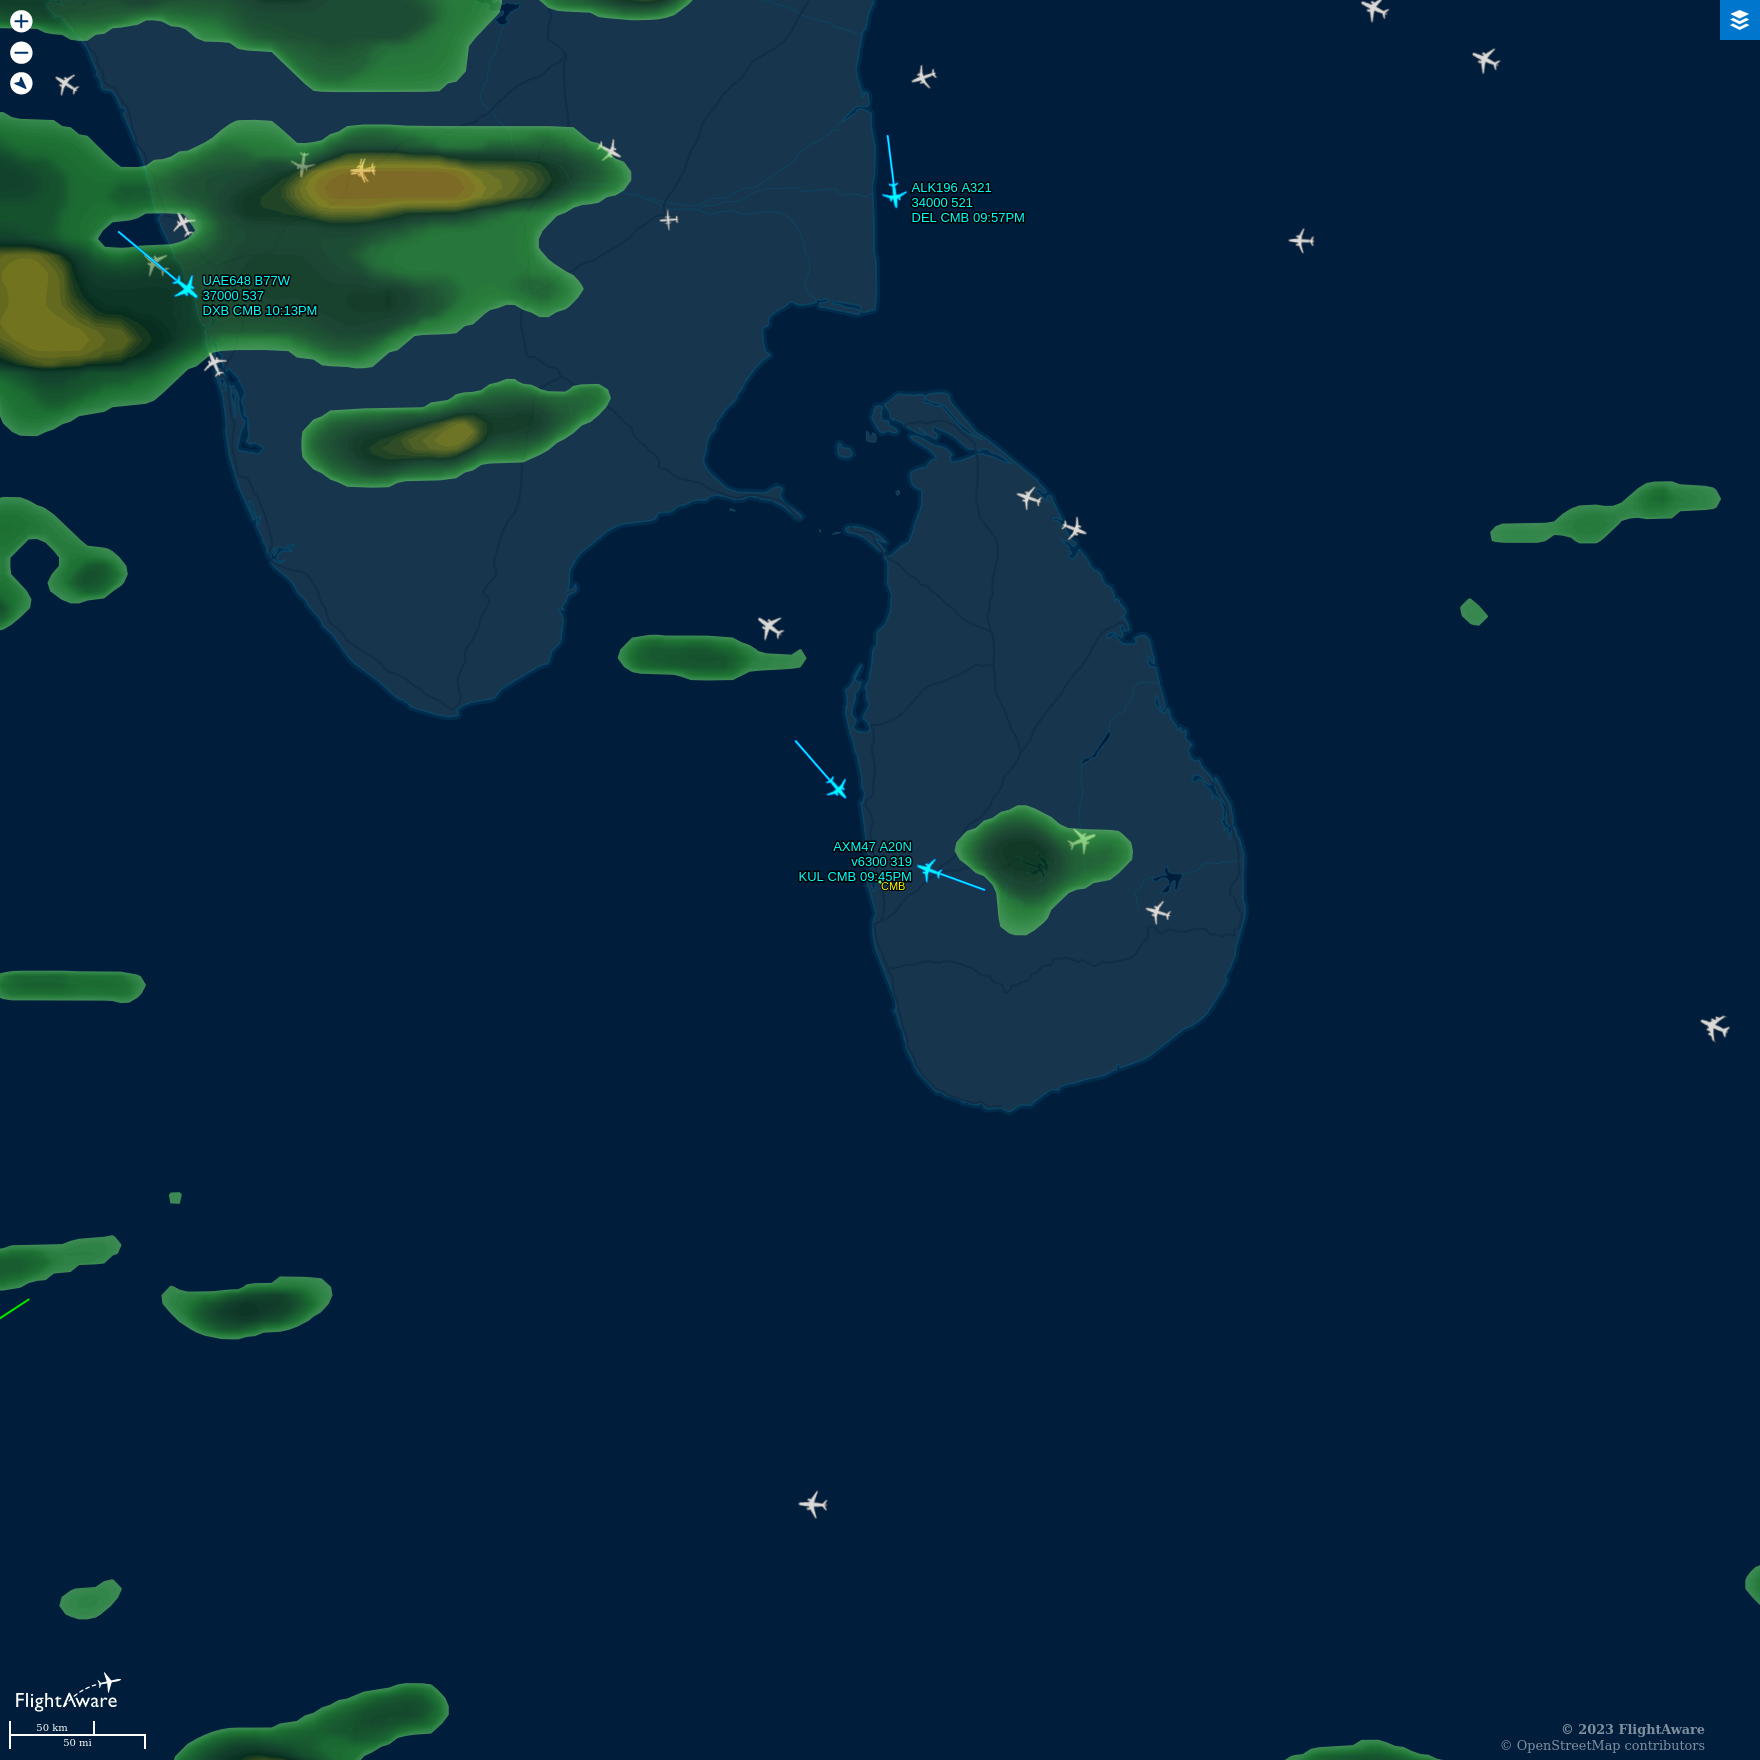 ALK196 A321
34000 521
DEL CMB 09:57PM
UAE648 B77W
37000 537
DXB CMB 10:13PM
AXM47 A20N
v6300 319
KUL CMB 09:45PM
CMB
FlightAware
50 km
50 mi
© 2023 FlightAware
© OpenStreetMap contributors